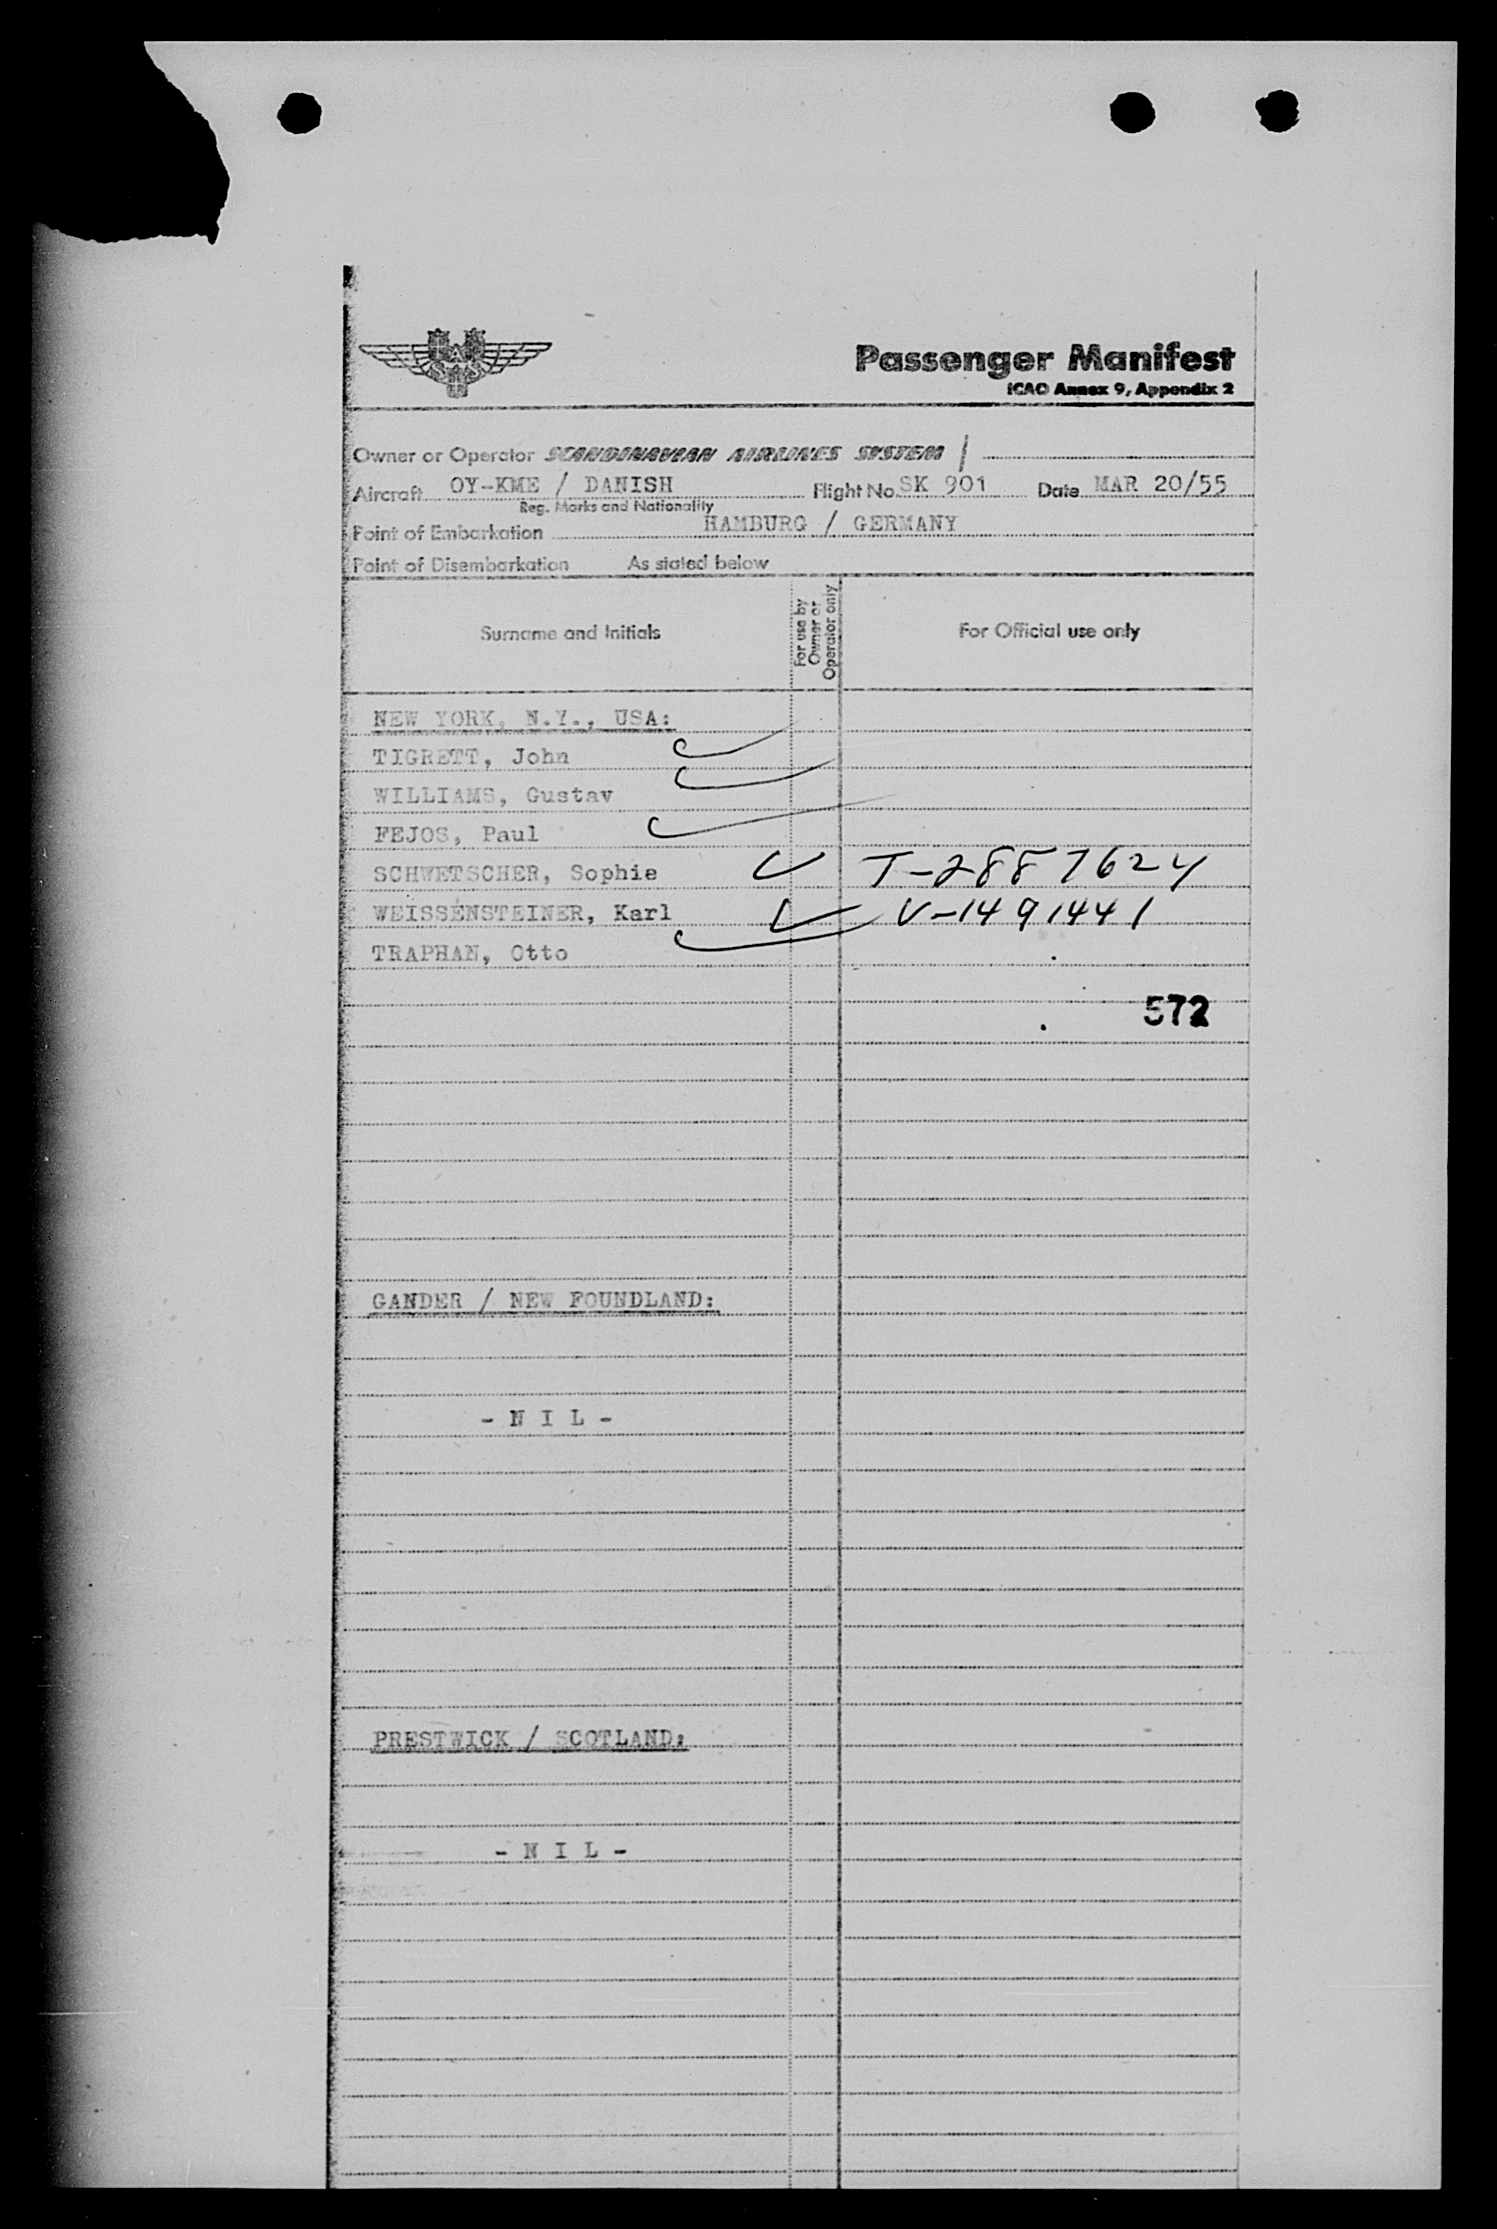 SAS
Passenger Manifest
ICAO Annex 9, Appendix 2
Owner or Operator SCANDINAVIAN AIRLINES SYSTEM /
Aircraft OY-KME / DANISH Flight No. SK 901 Date MAR 20/55
Reg. Marks and Nationality
Point of Embarkation HAMBURG / GERMANY
Point of Disembarkation As stated below
Surname and Initials
For use by
Owner or
Operator only
For Official use only
NEW YORK, N.Y., USA:
TIGRETT, John
WILLIAMS, Gustav
FEJOS, Paul
SCHWETSCHER, Sophie T-2887624
WEISSENSTEINER, Karl V-1491441
TRAPHAN, Otto
572
GANDER / NEW FOUNDLAND:
- N I L -
PRESTWICK / SCOTLAND:
- N I L -